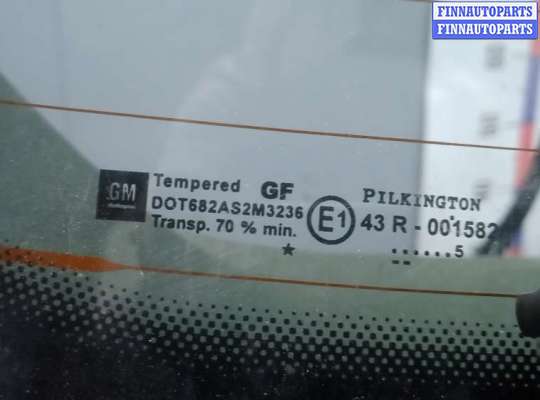 FINNAUTOPARTS
FINNAUTOPARTS
GM
Tempered GF
DOT682AS2M3236
Transp. 70 % min.
E1
PILKINGTON
43 R - 001582
......5